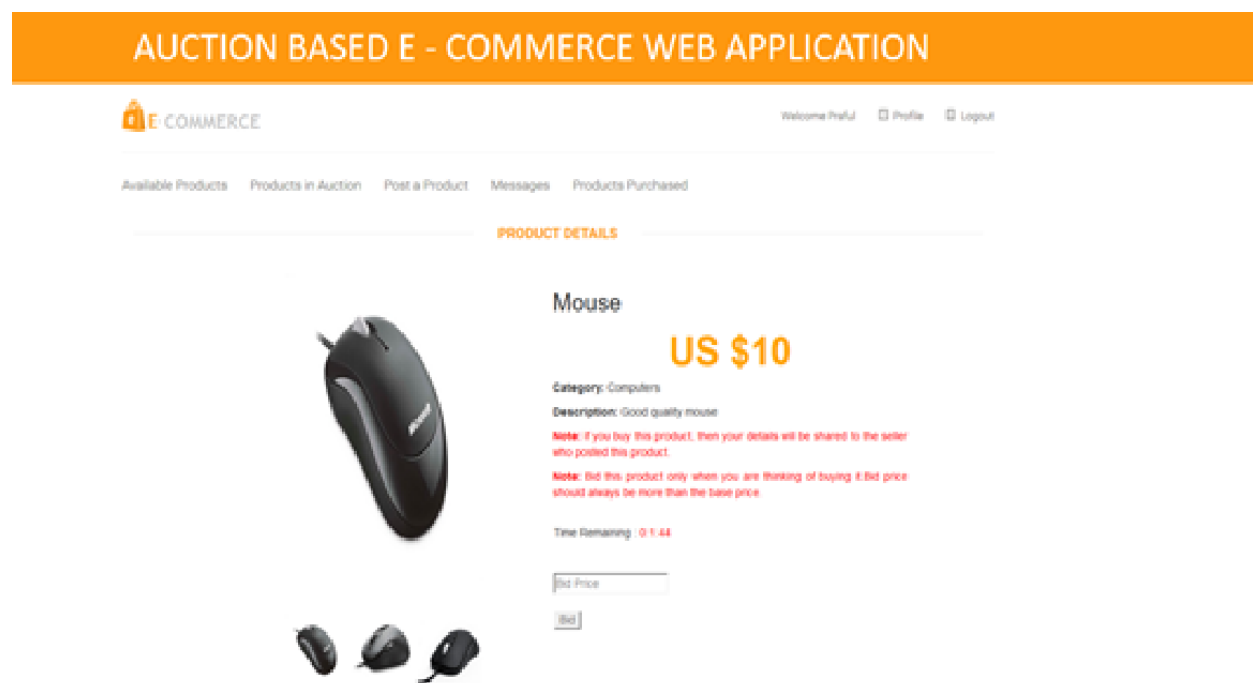 AUCTION BASED E - COMMERCE WEB APPLICATION
E-COMMERCE
Welcome Praful Profile Logout
Available Products Products in Auction Post a Product Messages Products Purchased
PRODUCT DETAILS
Mouse
US $10
Category: Computers
Description: Good quality mouse
Note: If you buy this product, then your details will be shared to the seller
who posted this product.
Note: Bid this product only when you are thinking of buying it.Bid price
should always be more than the base price.
Time Remaining : 0:1:44
Bid Price
Bid
Microsoft